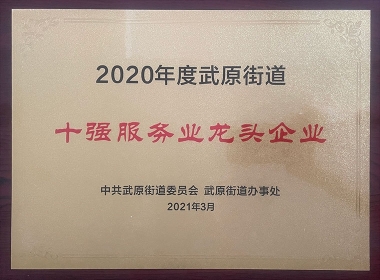 2020年度武原街道
十强服务业龙头企业
中共武原街道委员会 武原街道办事处
2021年3月